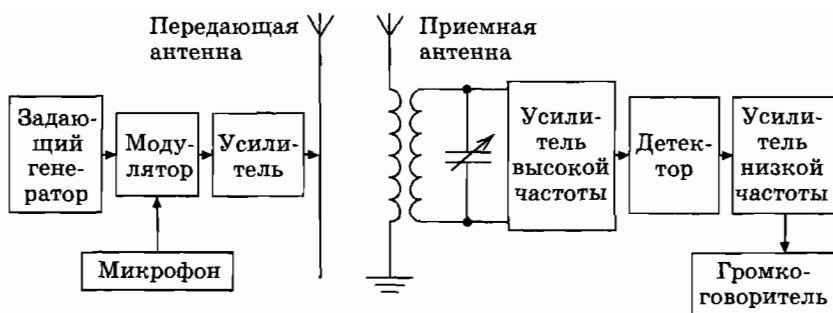 Передающая
антенна
Приемная
антенна
Задаю-
щий
гене-
ратор
Моду-
лятор
Усили-
тель
Микрофон
Усили-
тель
высокой
частоты
Детек-
тор
Усили-
тель
низкой
частоты
Громко-
говоритель